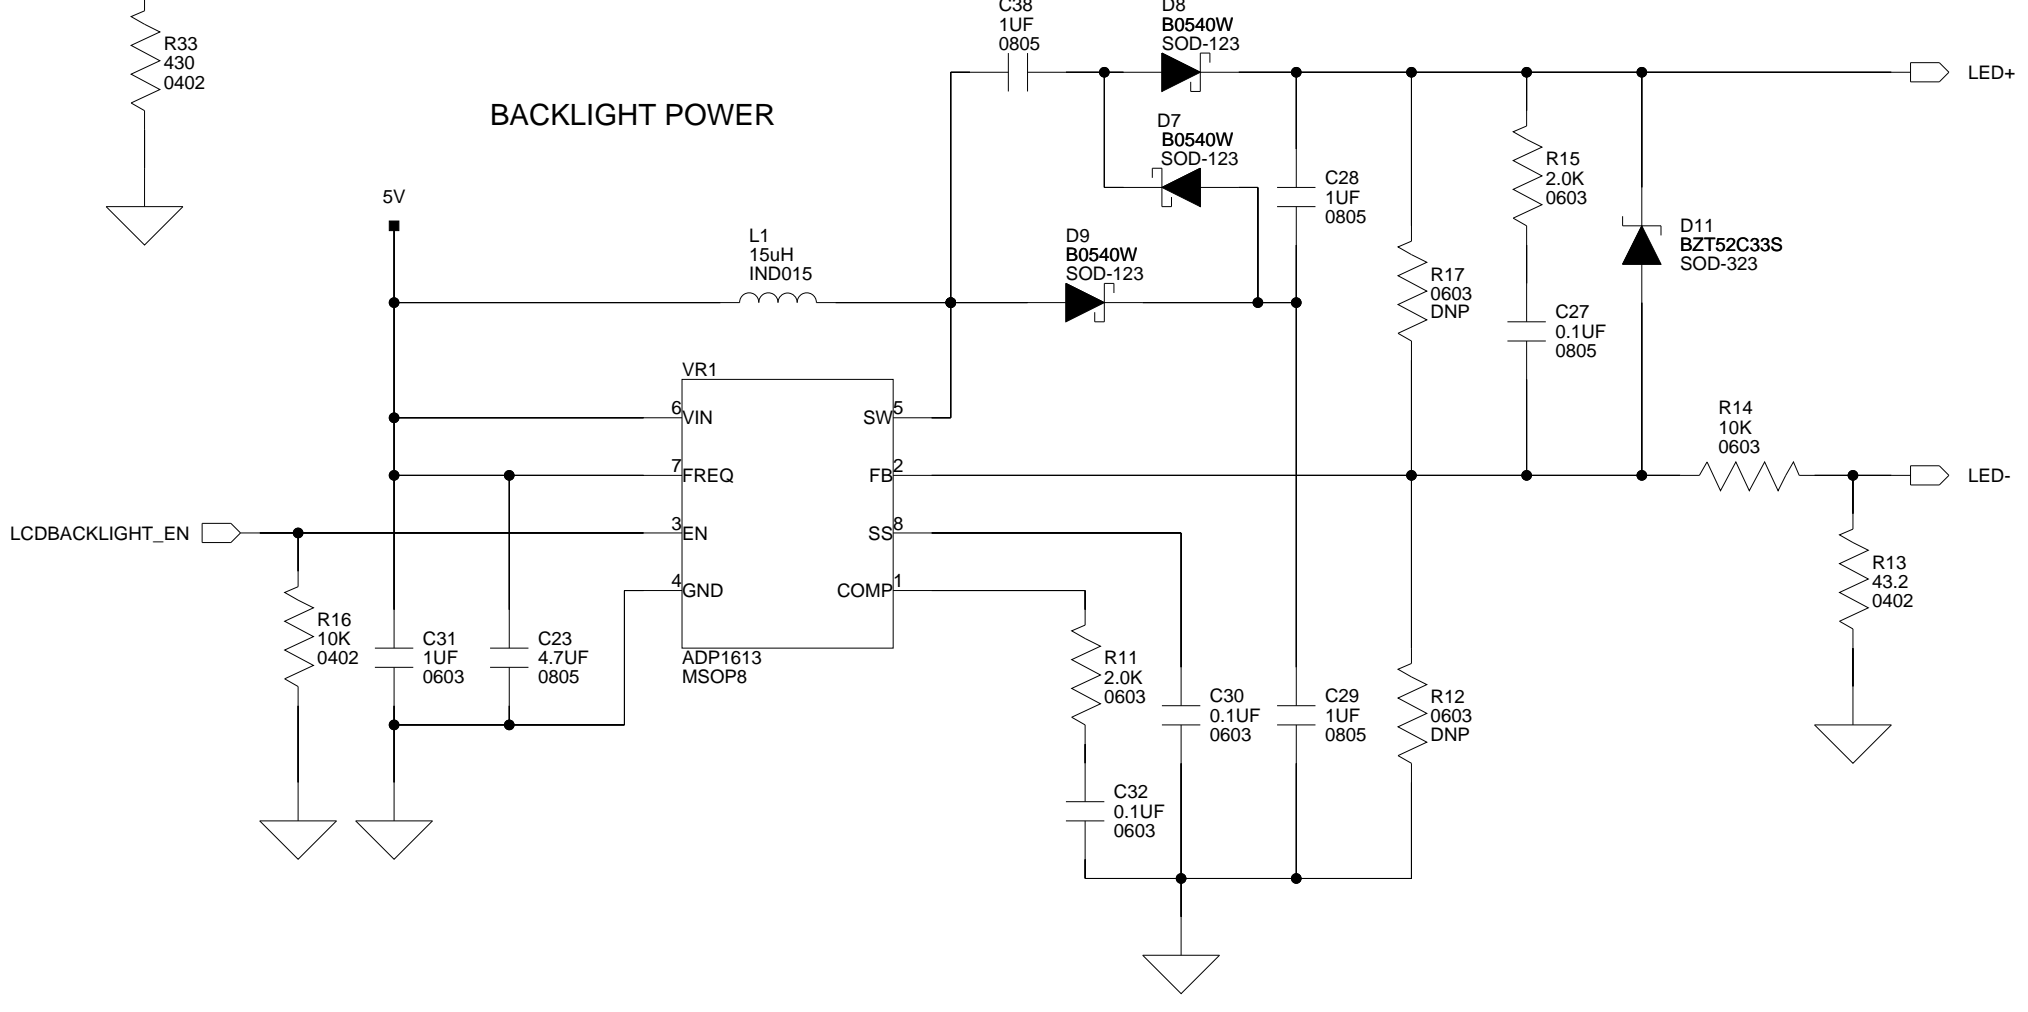 C38
1UF
0805
D8
B0540W
SOD-123
LED+
R33
430
0402
BACKLIGHT POWER
D7
B0540W
SOD-123
R15
2.0K
0603
C28
1UF
0805
5V
L1
15uH
IND015
D9
B0540W
SOD-123
D11
BZT52C33S
SOD-323
R17
0603
DNP
C27
0.1UF
0805
VR1
6
VIN
SW
5
7
FREQ
FB
2
R14
10K
0603
LED-
LCDBACKLIGHT_EN
3
EN
SS
8
4
GND
COMP
1
R13
43.2
0402
R16
10K
0402
C31
1UF
0603
C23
4.7UF
0805
ADP1613
MSOP8
R11
2.0K
0603
C30
0.1UF
0603
C29
1UF
0805
R12
0603
DNP
C32
0.1UF
0603